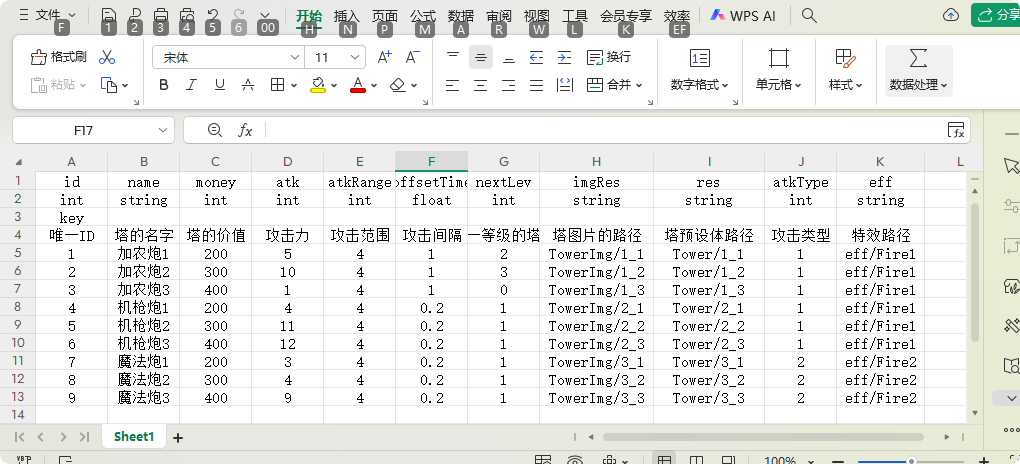 三 文件 开始 插入 页面 公式 数据 审阅 视图 工具 会员专享 效率 WPS AI 分享
F 1 2 3 4 5 6 00 H N P M A R W L K EF
格式刷 宋体 11 A+ A- 换行
粘贴 B I U A A 合并 数字格式 单元格 样式 数据处理
F17 fx
A B C D E F G H I J K L
1 id name money atk atkRange offsetTime nextLev imgRes res atkType eff
2 int string int int int float int string string int string
3 key
4 唯一ID 塔的名字 塔的价值 攻击力 攻击范围 攻击间隔 一等级的塔 塔图片的路径 塔预设体路径 攻击类型 特效路径
5 1 加农炮1 200 5 4 1 2 TowerImg/1_1 Tower/1_1 1 eff/Fire1
6 2 加农炮2 300 10 4 1 3 TowerImg/1_2 Tower/1_2 1 eff/Fire1
7 3 加农炮3 400 1 4 1 0 TowerImg/1_3 Tower/1_3 1 eff/Fire1
8 4 机枪炮1 200 4 4 0.2 1 TowerImg/2_1 Tower/2_1 1 eff/Fire1
9 5 机枪炮2 300 11 4 0.2 1 TowerImg/2_2 Tower/2_2 1 eff/Fire1
10 6 机枪炮3 400 12 4 0.2 1 TowerImg/2_3 Tower/2_3 1 eff/Fire1
11 7 魔法炮1 200 3 4 0.2 1 TowerImg/3_1 Tower/3_1 2 eff/Fire2
12 8 魔法炮2 300 4 4 0.2 1 TowerImg/3_2 Tower/3_2 2 eff/Fire2
13 9 魔法炮3 400 9 4 0.2 1 TowerImg/3_3 Tower/3_3 2 eff/Fire2
14
Sheet1 +
100%